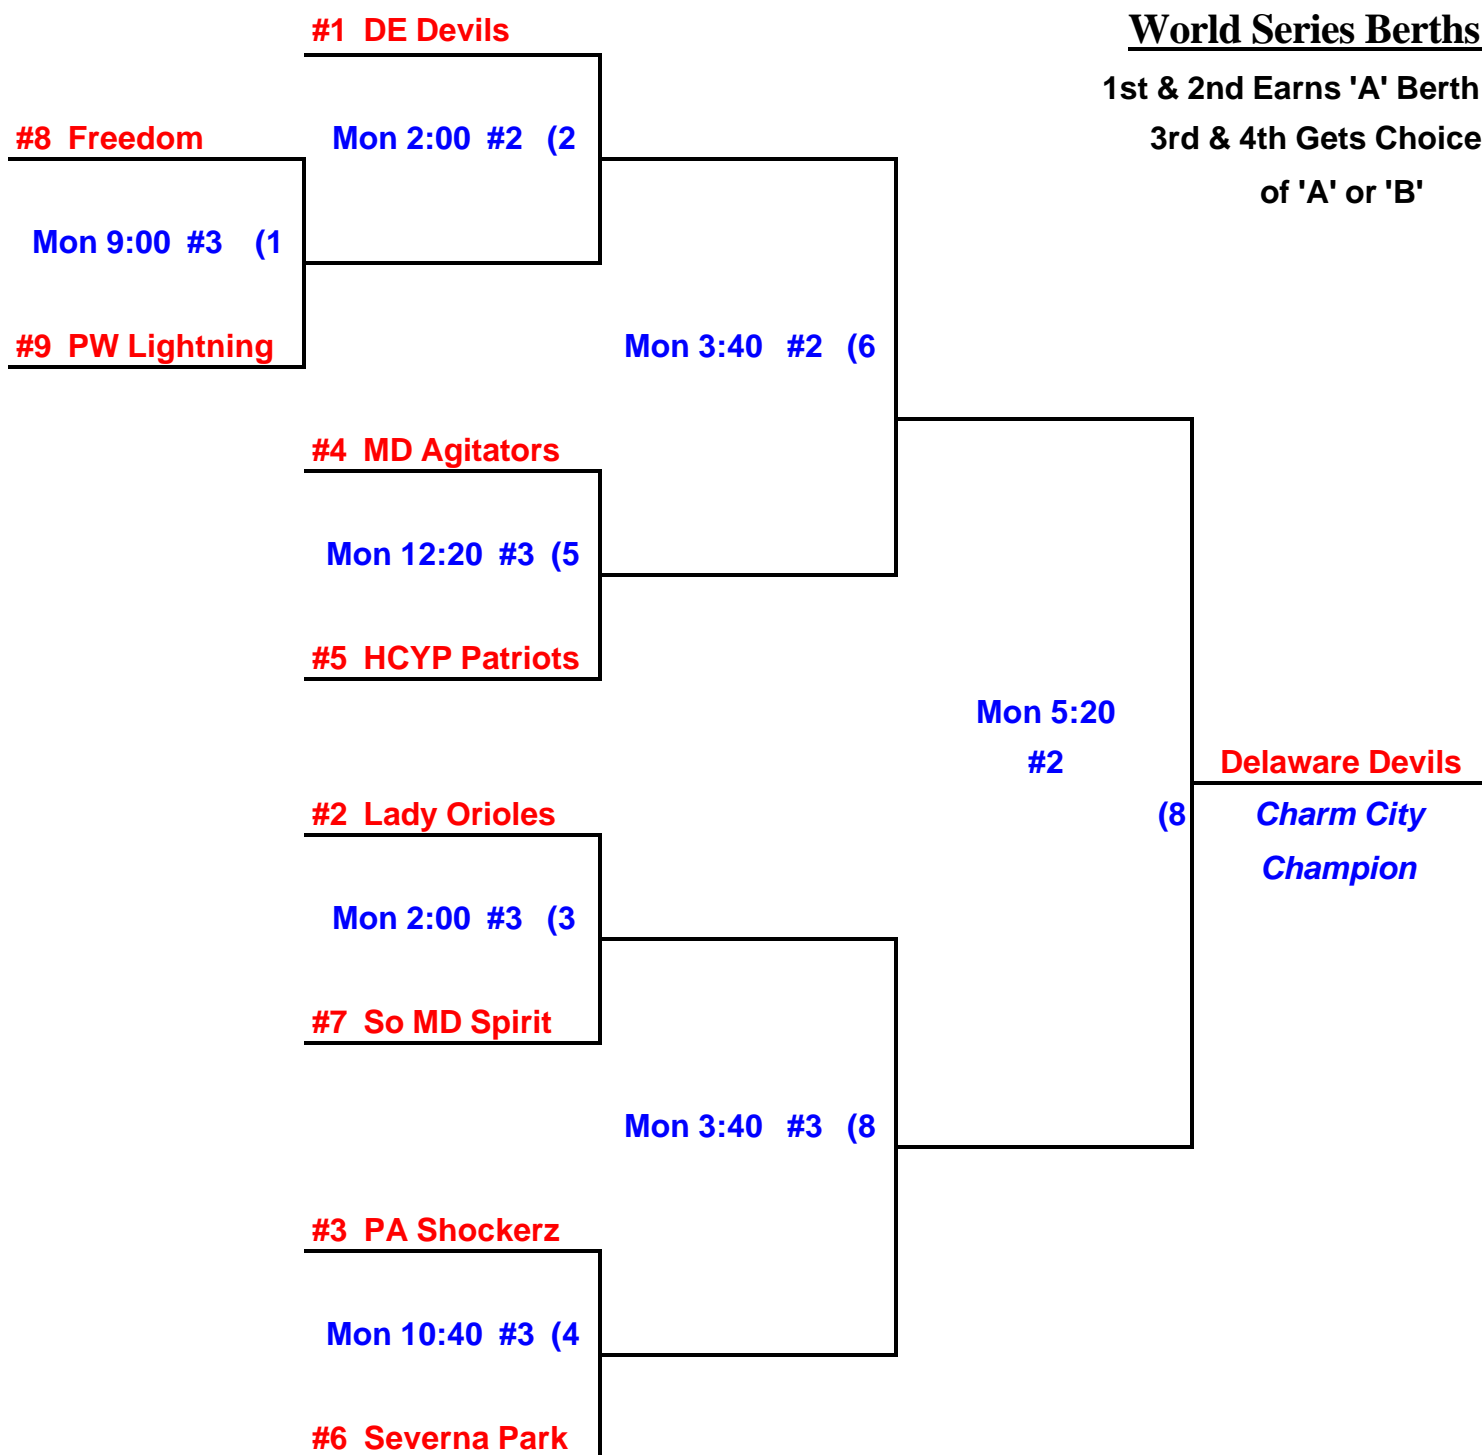 #1 DE Devils
World Series Berths
1st & 2nd Earns 'A' Berth
#8 Freedom
Mon 2:00 #2 (2
3rd & 4th Gets Choice
of 'A' or 'B'
Mon 9:00 #3 (1
#9 PW Lightning
Mon 3:40 #2 (6
#4 MD Agitators
Mon 12:20 #3 (5
#5 HCYP Patriots
Mon 5:20
#2
Delaware Devils
#2 Lady Orioles
(8
Charm City
Champion
Mon 2:00 #3 (3
#7 So MD Spirit
Mon 3:40 #3 (8
#3 PA Shockerz
Mon 10:40 #3 (4
#6 Severna Park